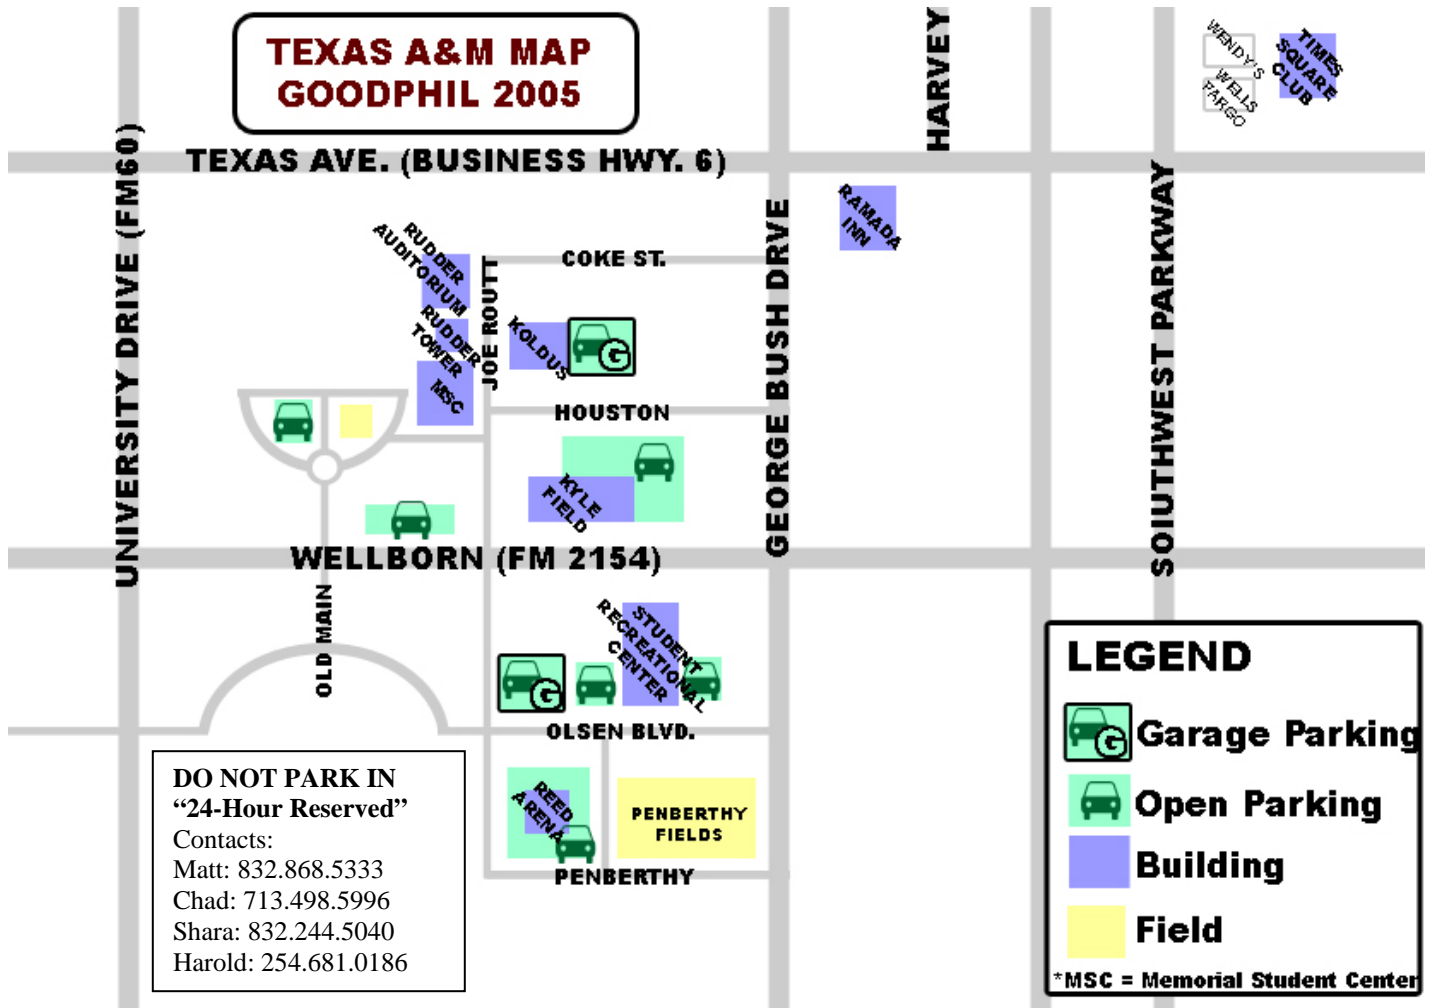 TEXAS A&M MAP
GOODPHIL 2005
HARVEY
WENDY'S
WELLS
FARGO
TIMES
SQUARE
CLUB
TEXAS AVE. (BUSINESS HWY. 6)
UNIVERSITY DRIVE (FM60)
RUDDER
AUDITORIUM
RUDDER
TOWER
MSC
JOE ROUTT
COKE ST.
KOLDUS
G
HOUSTON
GEORGE BUSH DRVE
RAMADA
INN
SOIUTHWEST PARKWAY
KYLE
FIELD
WELLBORN (FM 2154)
OLD MAIN
STUDENT
RECREATIONAL
CENTER
G
OLSEN BLVD.
REED
ARENA
PENBERTHY
FIELDS
PENBERTHY
DO NOT PARK IN
“24-Hour Reserved”
Contacts:
Matt: 832.868.5333
Chad: 713.498.5996
Shara: 832.244.5040
Harold: 254.681.0186
LEGEND
G Garage Parking
Open Parking
Building
Field
*MSC = Memorial Student Center